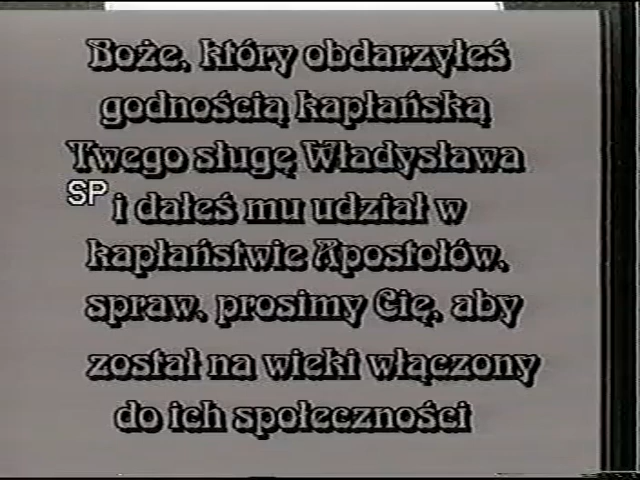 Boże, który obdarzyłeś
godnością kapłańską
Twego sługę Władysława
SP
i dałeś mu udział w
kapłaństwie Apostołów,
spraw, prosimy Cię, aby
został na wieki włączony
do ich społeczności